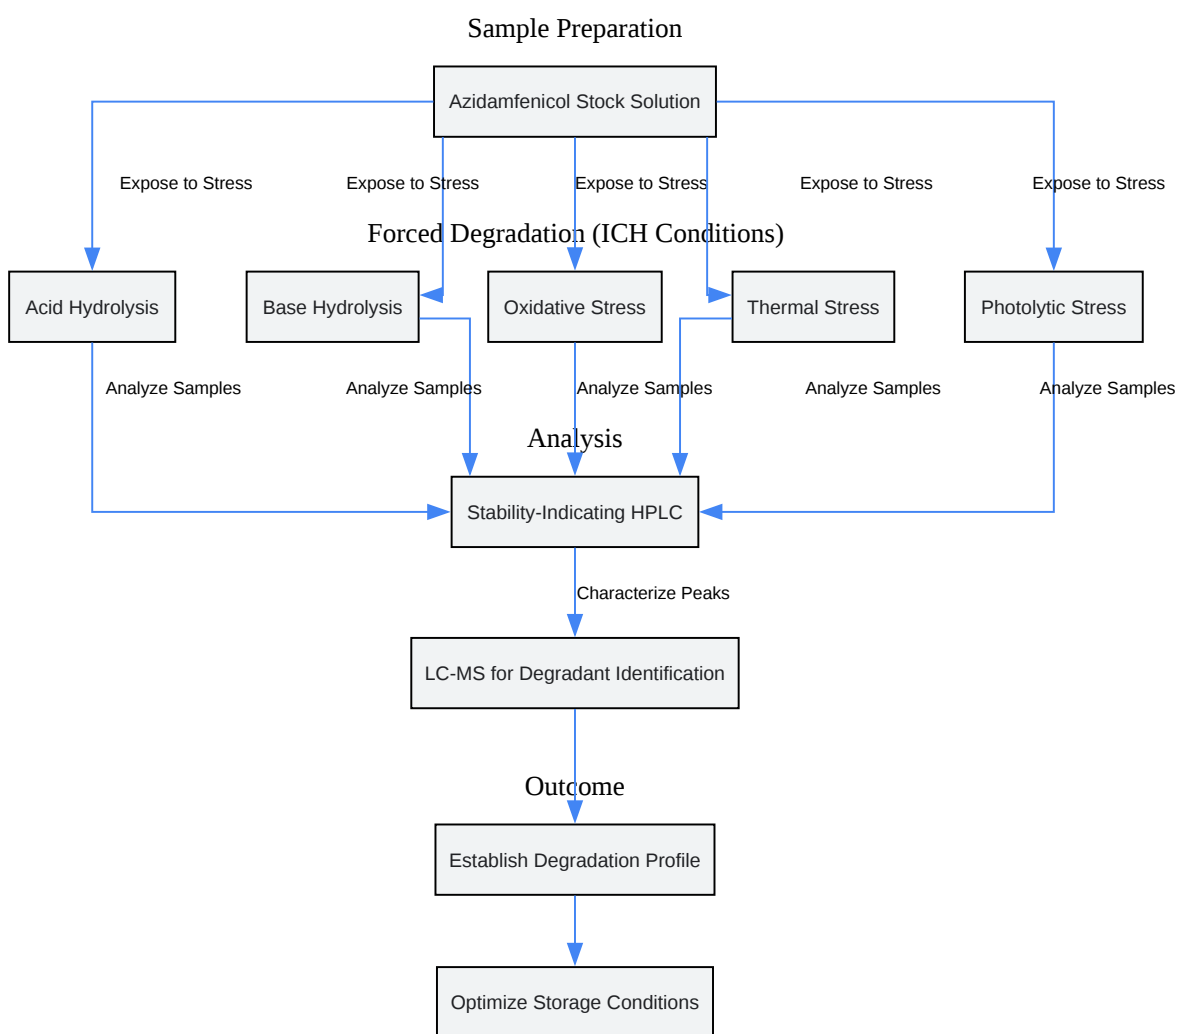 Sample Preparation
Azidamfenicol Stock Solution
Expose to Stress
Expose to Stress
Expose to Stress
Expose to Stress
Expose to Stress
Forced Degradation (ICH Conditions)
Acid Hydrolysis
Base Hydrolysis
Oxidative Stress
Thermal Stress
Photolytic Stress
Analyze Samples
Analyze Samples
Analyze Samples
Analyze Samples
Analyze Samples
Analysis
Stability-Indicating HPLC
Characterize Peaks
LC-MS for Degradant Identification
Outcome
Establish Degradation Profile
Optimize Storage Conditions